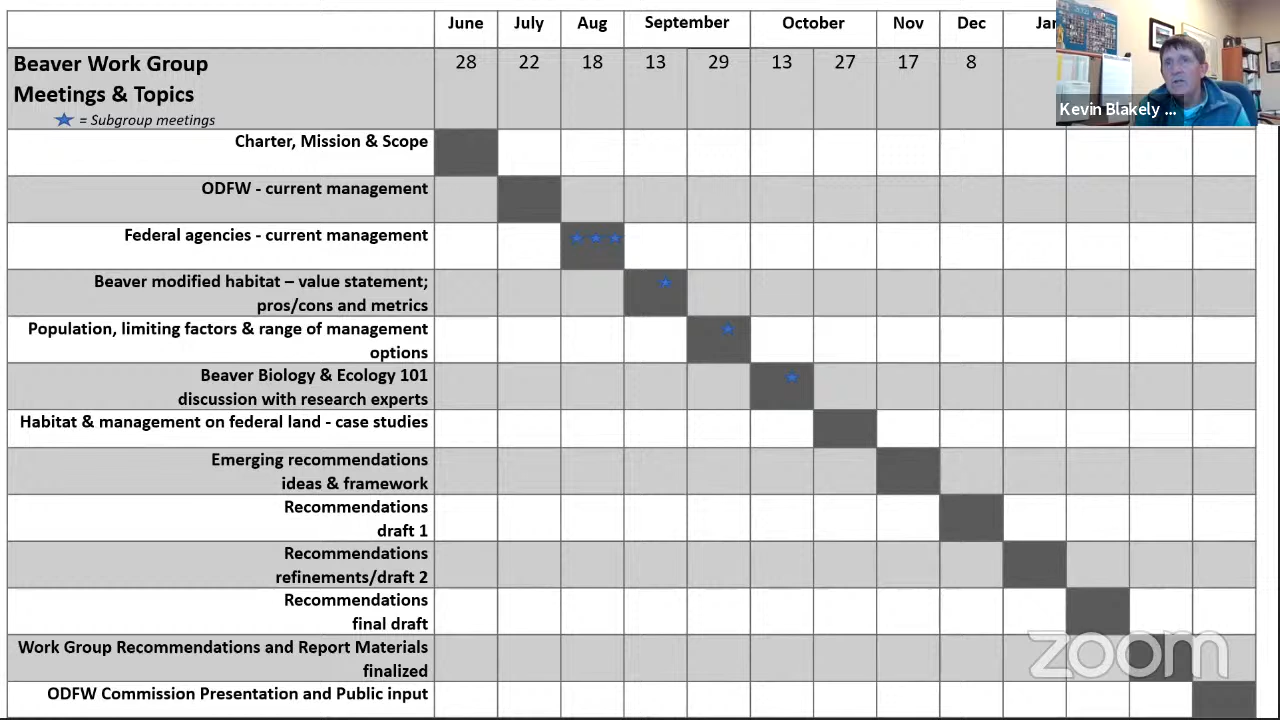 June July Aug September October Nov Dec Jan
Beaver Work Group 28 22 18 13 29 13 27 17 8
Meetings & Topics
= Subgroup meetings
Kevin Blakely ...
Charter, Mission & Scope
ODFW - current management
Federal agencies - current management
Beaver modified habitat – value statement;
pros/cons and metrics
Population, limiting factors & range of management
options
Beaver Biology & Ecology 101
discussion with research experts
Habitat & management on federal land - case studies
Emerging recommendations
ideas & framework
Recommendations
draft 1
Recommendations
refinements/draft 2
Recommendations
final draft
Work Group Recommendations and Report Materials
finalized
zoom
ODFW Commission Presentation and Public input